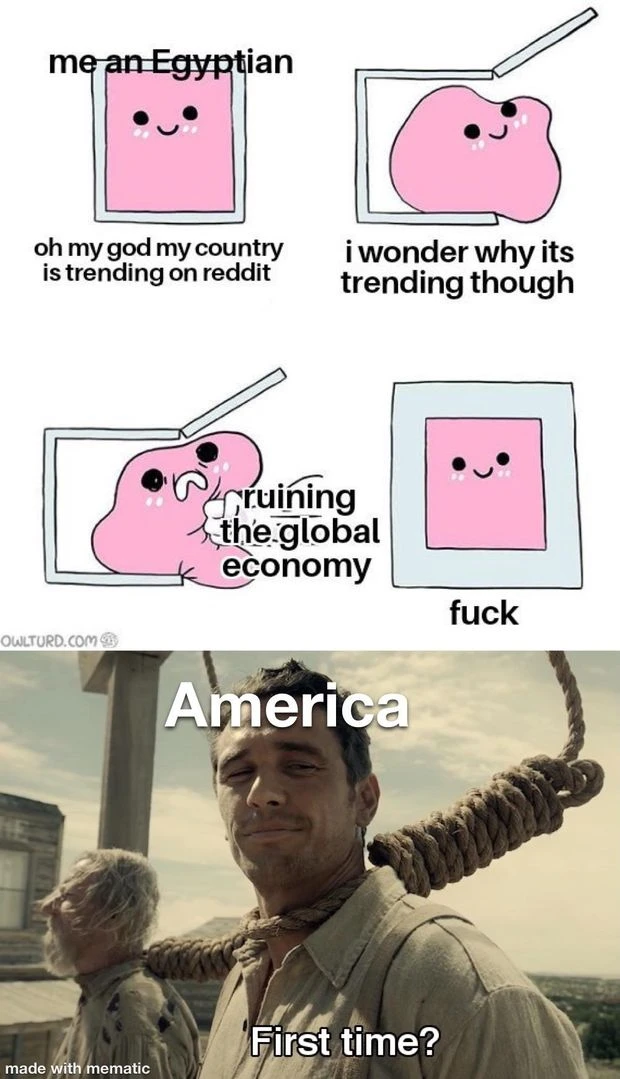 me an Egyptian
oh my god my country
is trending on reddit
i wonder why its
trending though
ruining
the global
economy
fuck
OWLTURD.COM
America
First time?
made with mematic